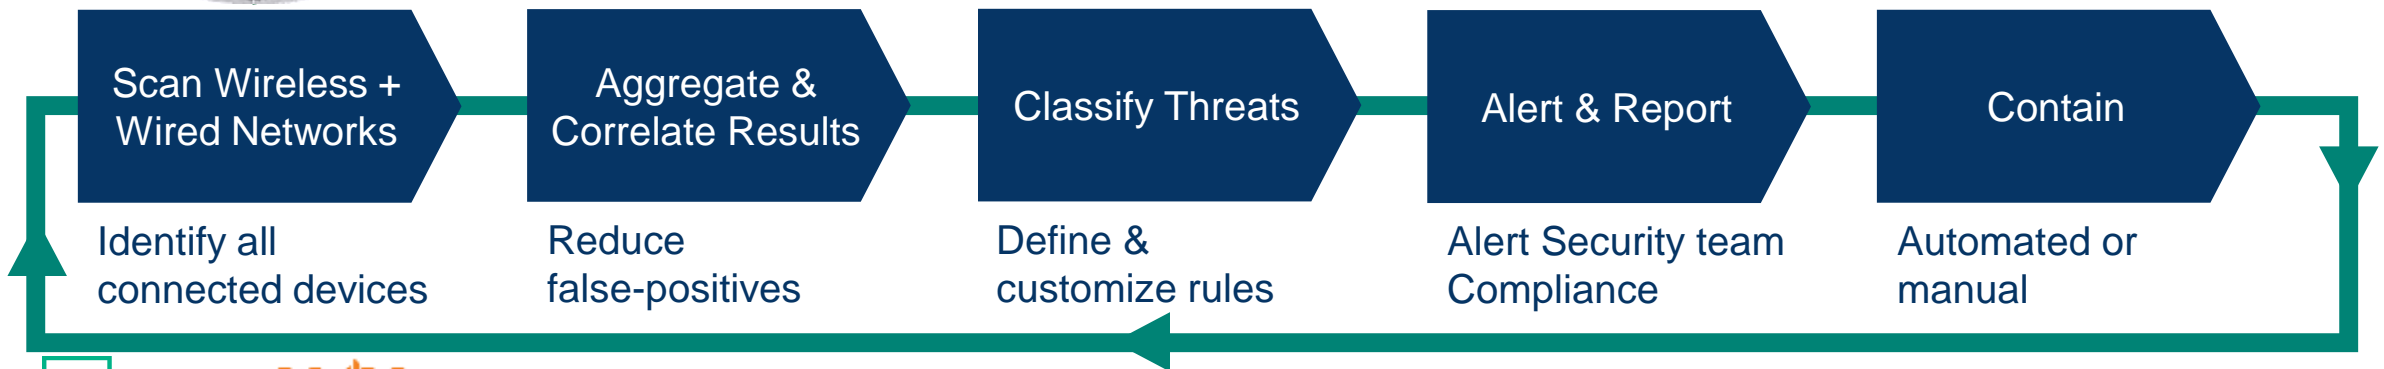 Scan Wireless +
Wired Networks
Identify all
connected devices
Aggregate &
Correlate Results
Reduce
false-positives
Classify Threats
Define &
customize rules
Alert & Report
Alert Security team
Compliance
Contain
Automated or
manual